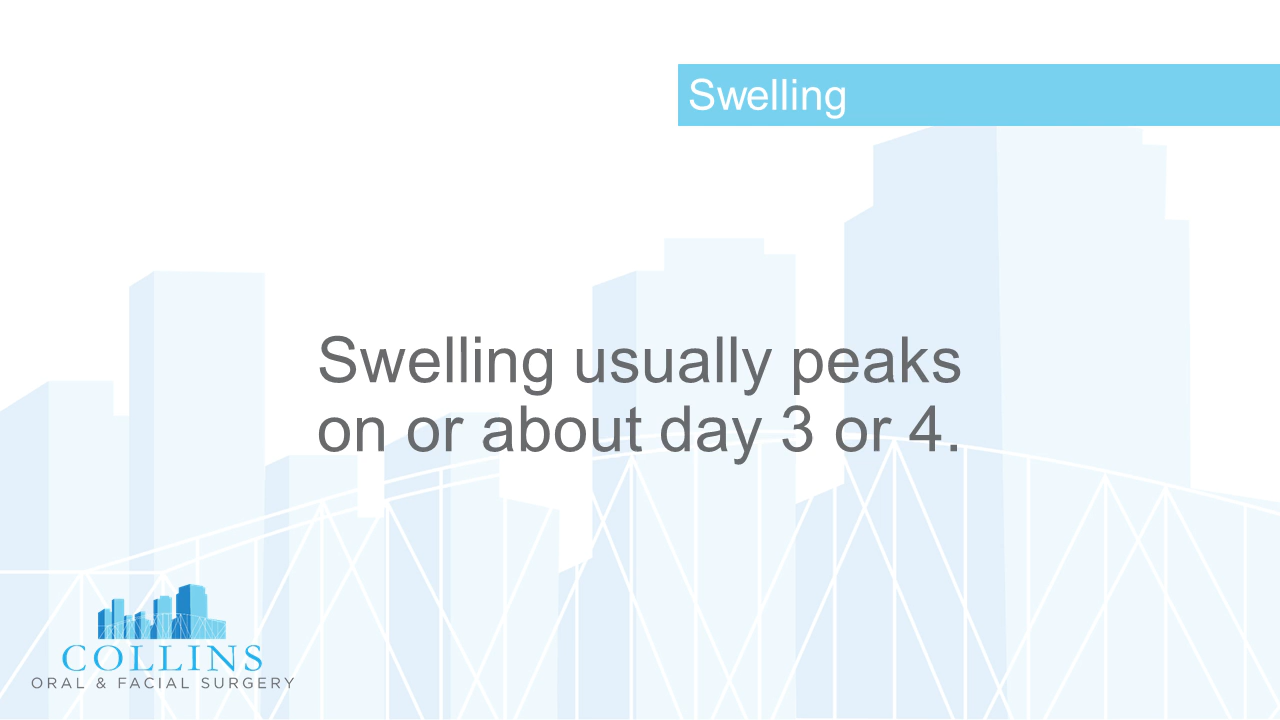 Swelling
Swelling usually peaks
on or about day 3 or 4.
COLLINS
ORAL & FACIAL SURGERY